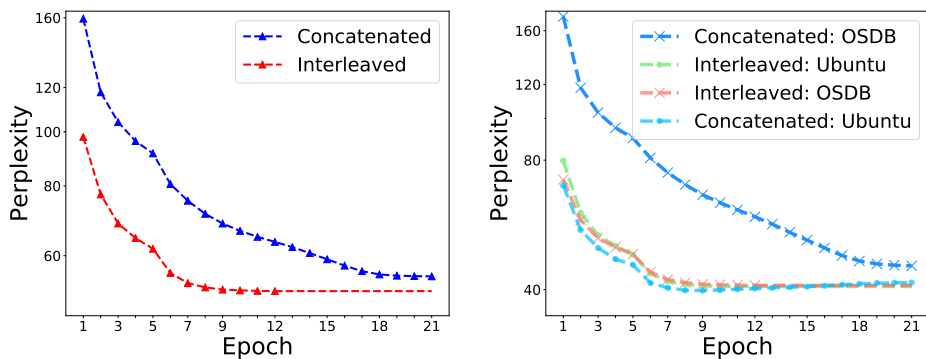 160
120
100
80
60
Perplexity
Concatenated
Interleaved
1 3 5 7 9 12 15 18 21
Epoch
160
120
80
40
Perplexity
Concatenated: OSDB
Interleaved: Ubuntu
Interleaved: OSDB
Concatenated: Ubuntu
1 3 5 7 9 12 15 18 21
Epoch